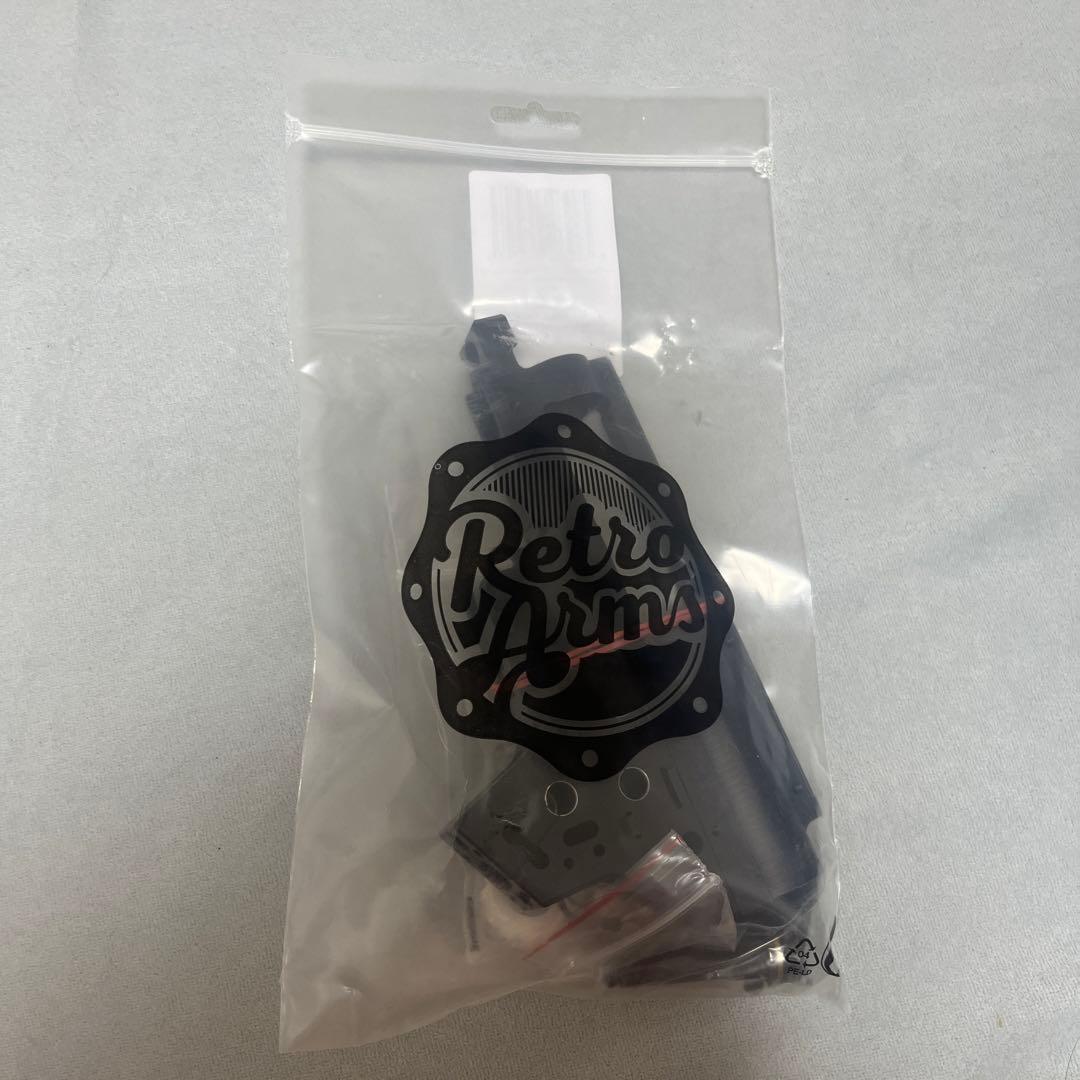 Retro
Arms
04
PE-LD